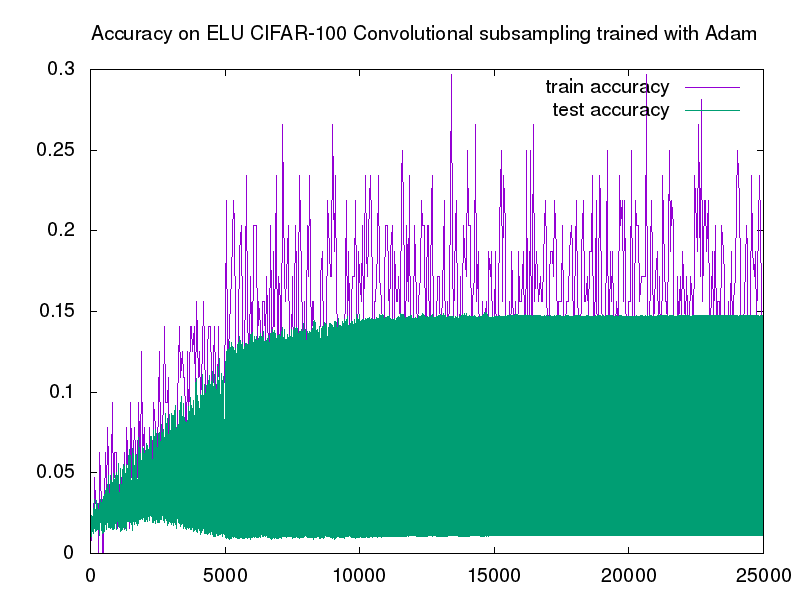 Accuracy on ELU CIFAR-100 Convolutional subsampling trained with Adam
0.3
train accuracy
test accuracy
0.25
0.2
0.15
0.1
0.05
0
0 5000 10000 15000 20000 25000